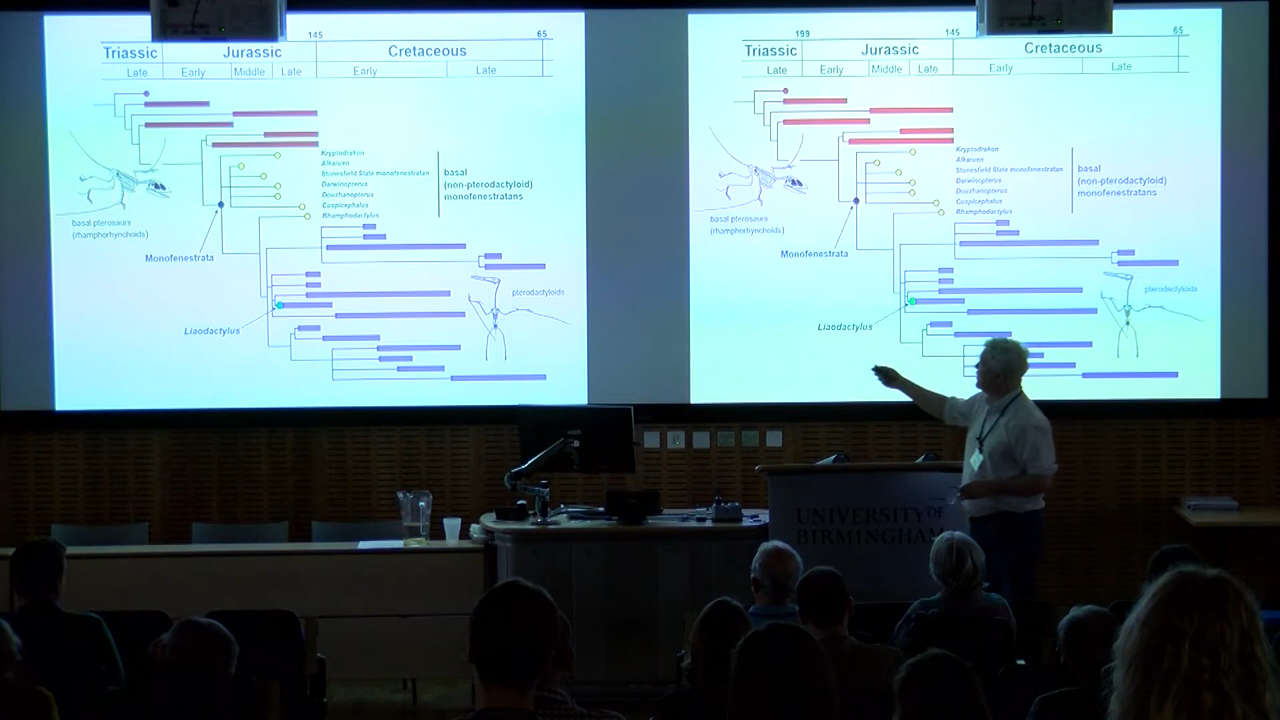 145
65
Triassic
Jurassic
Cretaceous
Late
Early
Middle
Late
Early
Late
Kryptodrakon
Alkaruen
Stonesfield Slate monofenestratan
Darwinopterus
Douzhanopterus
Cuspicephalus
Rhamphodactylus
basal
(non-pterodactyloid)
monofenestratans
basal pterosaurs
(rhamphorhynchoids)
Monofenestrata
pterodactyloids
Liaodactylus
199
145
65
Triassic
Jurassic
Cretaceous
Late
Early
Middle
Late
Early
Late
Kryptodrakon
Alkaruen
Stonesfield Slate monofenestratan
Darwinopterus
Douzhanopterus
Cuspicephalus
Rhamphodactylus
basal
(non-pterodactyloid)
monofenestratans
basal pterosaurs
(rhamphorhynchoids)
Monofenestrata
pterodactyloids
Liaodactylus
UNIVERSITY OF
BIRMINGHAM